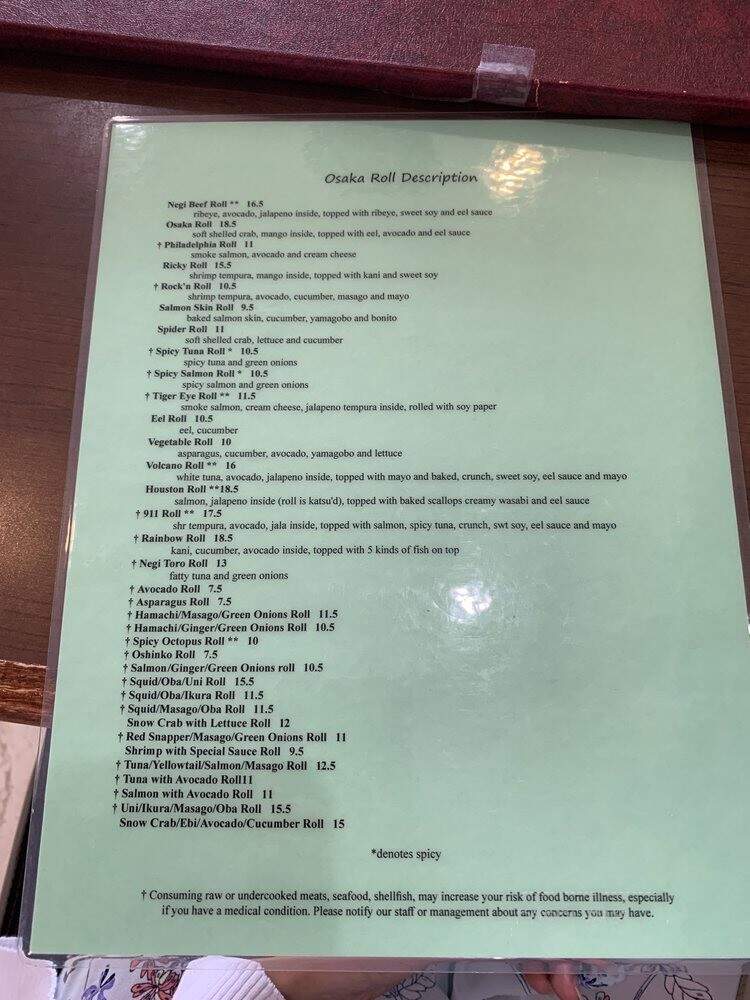 Osaka Roll Description
Negi Beef Roll ** 16.5
ribeye, avocado, jalapeno inside, topped with ribeye, sweet soy and eel sauce
Osaka Roll 18.5
soft shelled crab, mango inside, topped with eel, avocado and eel sauce
† Philadelphia Roll 11
smoke salmon, avocado and cream cheese
Ricky Roll 15.5
shrimp tempura, mango inside, topped with kani and sweet soy
† Rock'n Roll 10.5
shrimp tempura, avocado, cucumber, masago and mayo
Salmon Skin Roll 9.5
baked salmon skin, cucumber, yamagobo and bonito
Spider Roll 11
soft shelled crab, lettuce and cucumber
† Spicy Tuna Roll * 10.5
spicy tuna and green onions
† Spicy Salmon Roll * 10.5
spicy salmon and green onions
† Tiger Eye Roll ** 11.5
smoke salmon, cream cheese, jalapeno tempura inside, rolled with soy paper
Eel Roll 10.5
eel, cucumber
Vegetable Roll 10
asparagus, cucumber, avocado, yamagobo and lettuce
Volcano Roll ** 16
white tuna, avocado, jalapeno inside, topped with mayo and baked, crunch, sweet soy, eel sauce and mayo
Houston Roll **18.5
salmon, jalapeno inside (roll is katsu'd), topped with baked scallops creamy wasabi and eel sauce
† 911 Roll ** 17.5
shr tempura, avocado, jala inside, topped with salmon, spicy tuna, crunch, swt soy, eel sauce and mayo
† Rainbow Roll 18.5
kani, cucumber, avocado inside, topped with 5 kinds of fish on top
† Negi Toro Roll 13
fatty tuna and green onions
† Avocado Roll 7.5
† Asparagus Roll 7.5
† Hamachi/Masago/Green Onions Roll 11.5
† Hamachi/Ginger/Green Onions Roll 10.5
† Spicy Octopus Roll ** 10
† Oshinko Roll 7.5
† Salmon/Ginger/Green Onions roll 10.5
† Squid/Oba/Uni Roll 15.5
† Squid/Oba/Ikura Roll 11.5
† Squid/Masago/Oba Roll 11.5
Snow Crab with Lettuce Roll 12
† Red Snapper/Masago/Green Onions Roll 11
Shrimp with Special Sauce Roll 9.5
† Tuna/Yellowtail/Salmon/Masago Roll 12.5
† Tuna with Avocado Roll11
† Salmon with Avocado Roll 11
† Uni/Ikura/Masago/Oba Roll 15.5
Snow Crab/Ebi/Avocado/Cucumber Roll 15
*denotes spicy
† Consuming raw or undercooked meats, seafood, shellfish, may increase your risk of food borne illness, especially
if you have a medical condition. Please notify our staff or management about any concerns you may have.